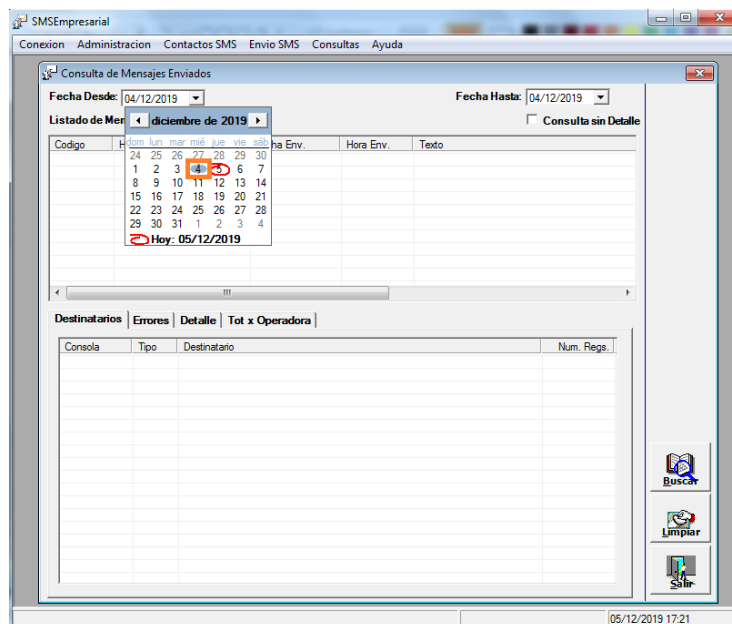 SMSEmpresarial
Conexion Administracion Contactos SMS Envio SMS Consultas Ayuda
Consulta de Mensajes Enviados
Fecha Desde: 04/12/2019 Fecha Hasta: 04/12/2019
Listado de Men Consulta sin Detalle
diciembre de 2019
Codigo H ha Env. Hora Env. Texto
dom lun mar mié jue vie sáb
24 25 26 27 28 29 30
1 2 3 4 5 6 7
8 9 10 11 12 13 14
15 16 17 18 19 20 21
22 23 24 25 26 27 28
29 30 31 1 2 3 4
Hoy: 05/12/2019
Destinatarios Errores Detalle Tot x Operadora
Consola Tipo Destinatario Num. Regs.
Buscar
Limpiar
Salir
05/12/2019 17:21